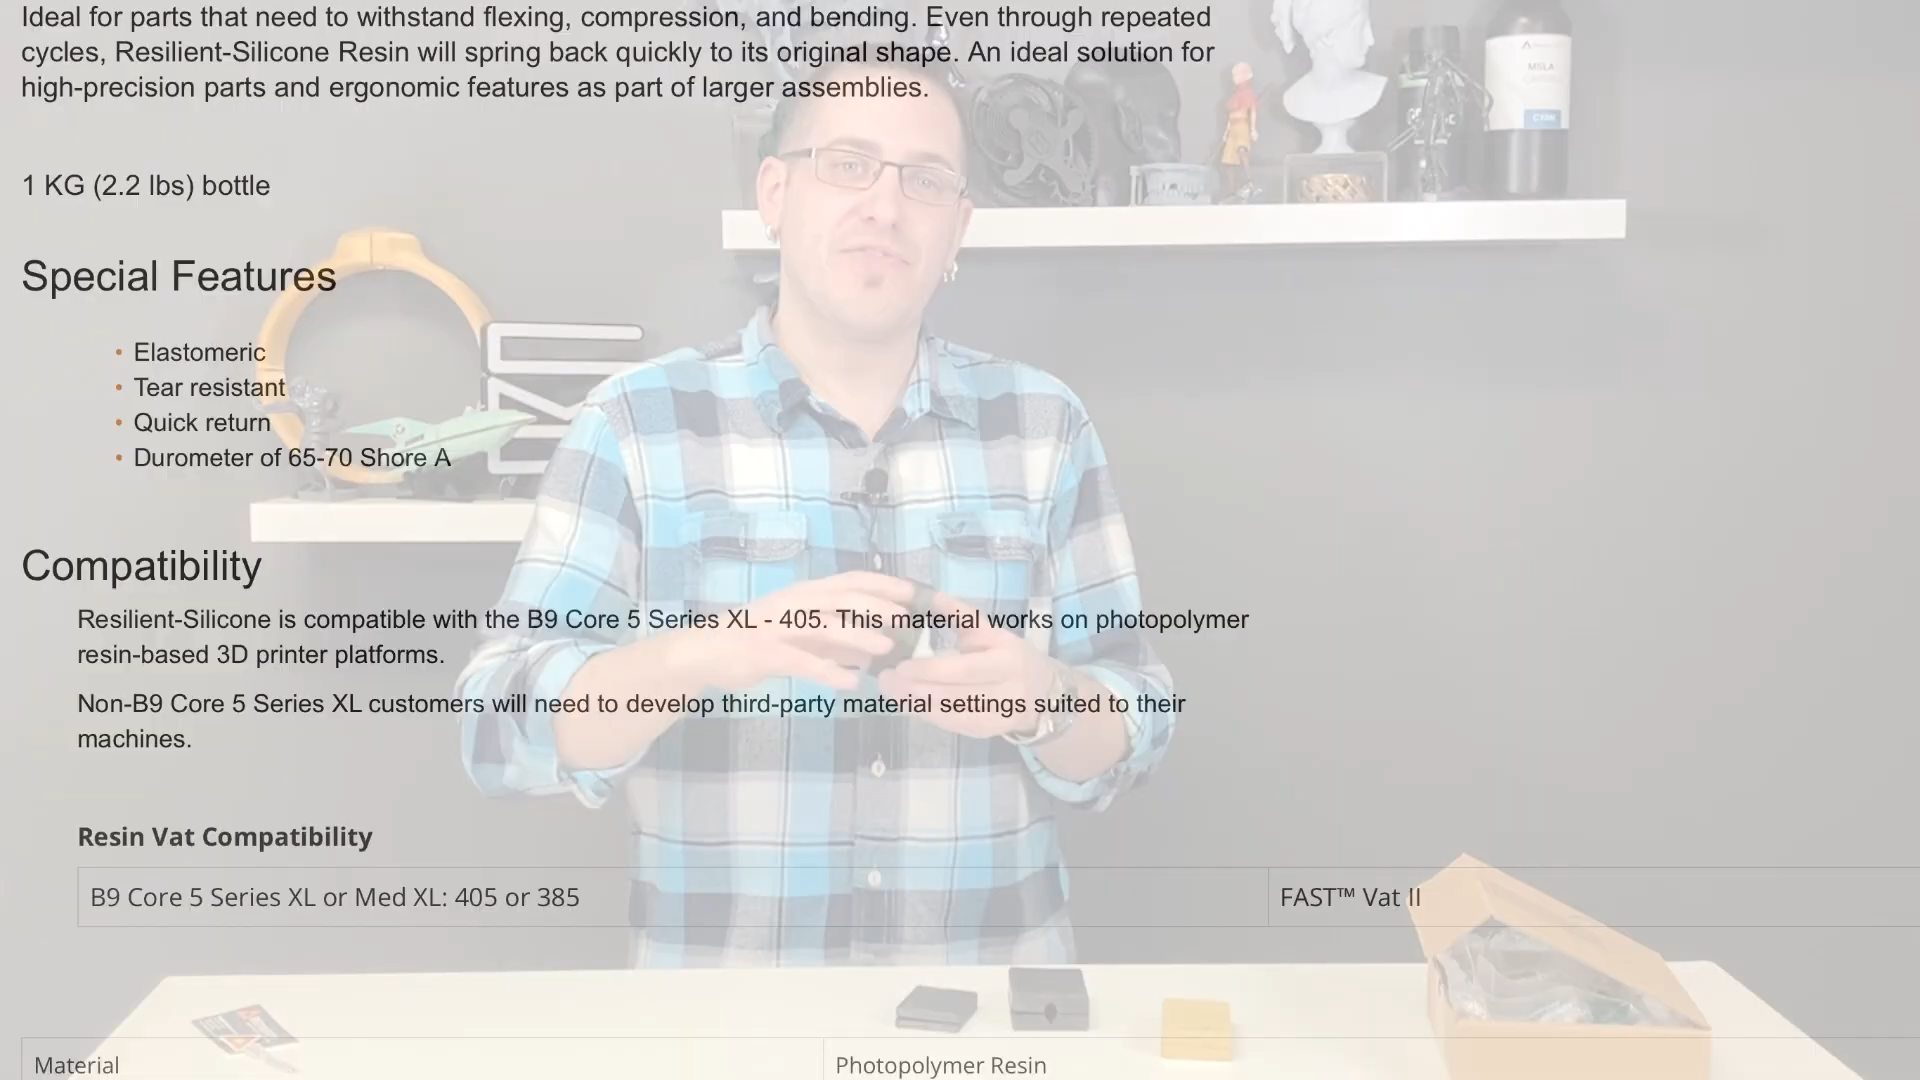 Ideal for parts that need to withstand flexing, compression, and bending. Even through repeated
cycles, Resilient-Silicone Resin will spring back quickly to its original shape. An ideal solution for
high-precision parts and ergonomic features as part of larger assemblies.
1 KG (2.2 lbs) bottle
Special Features
• Elastomeric
• Tear resistant
• Quick return
• Durometer of 65-70 Shore A
Compatibility
Resilient-Silicone is compatible with the B9 Core 5 Series XL - 405. This material works on photopolymer
resin-based 3D printer platforms.
Non-B9 Core 5 Series XL customers will need to develop third-party material settings suited to their
machines.
Resin Vat Compatibility
B9 Core 5 Series XL or Med XL: 405 or 385
FAST™ Vat II
Material
Photopolymer Resin
MSLA
CYAN